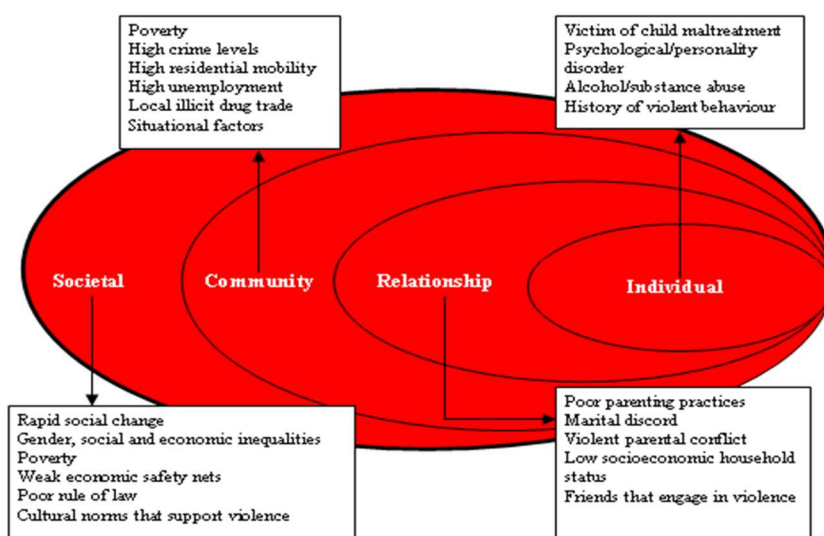 Poverty
High crime levels
High residential mobility
High unemployment
Local illicit drug trade
Situational factors
Victim of child maltreatment
Psychological/personality
disorder
Alcohol/substance abuse
History of violent behaviour
Societal
Community
Relationship
Individual
Rapid social change
Gender, social and economic inequalities
Poverty
Weak economic safety nets
Poor rule of law
Cultural norms that support violence
Poor parenting practices
Marital discord
Violent parental conflict
Low socioeconomic household
status
Friends that engage in violence